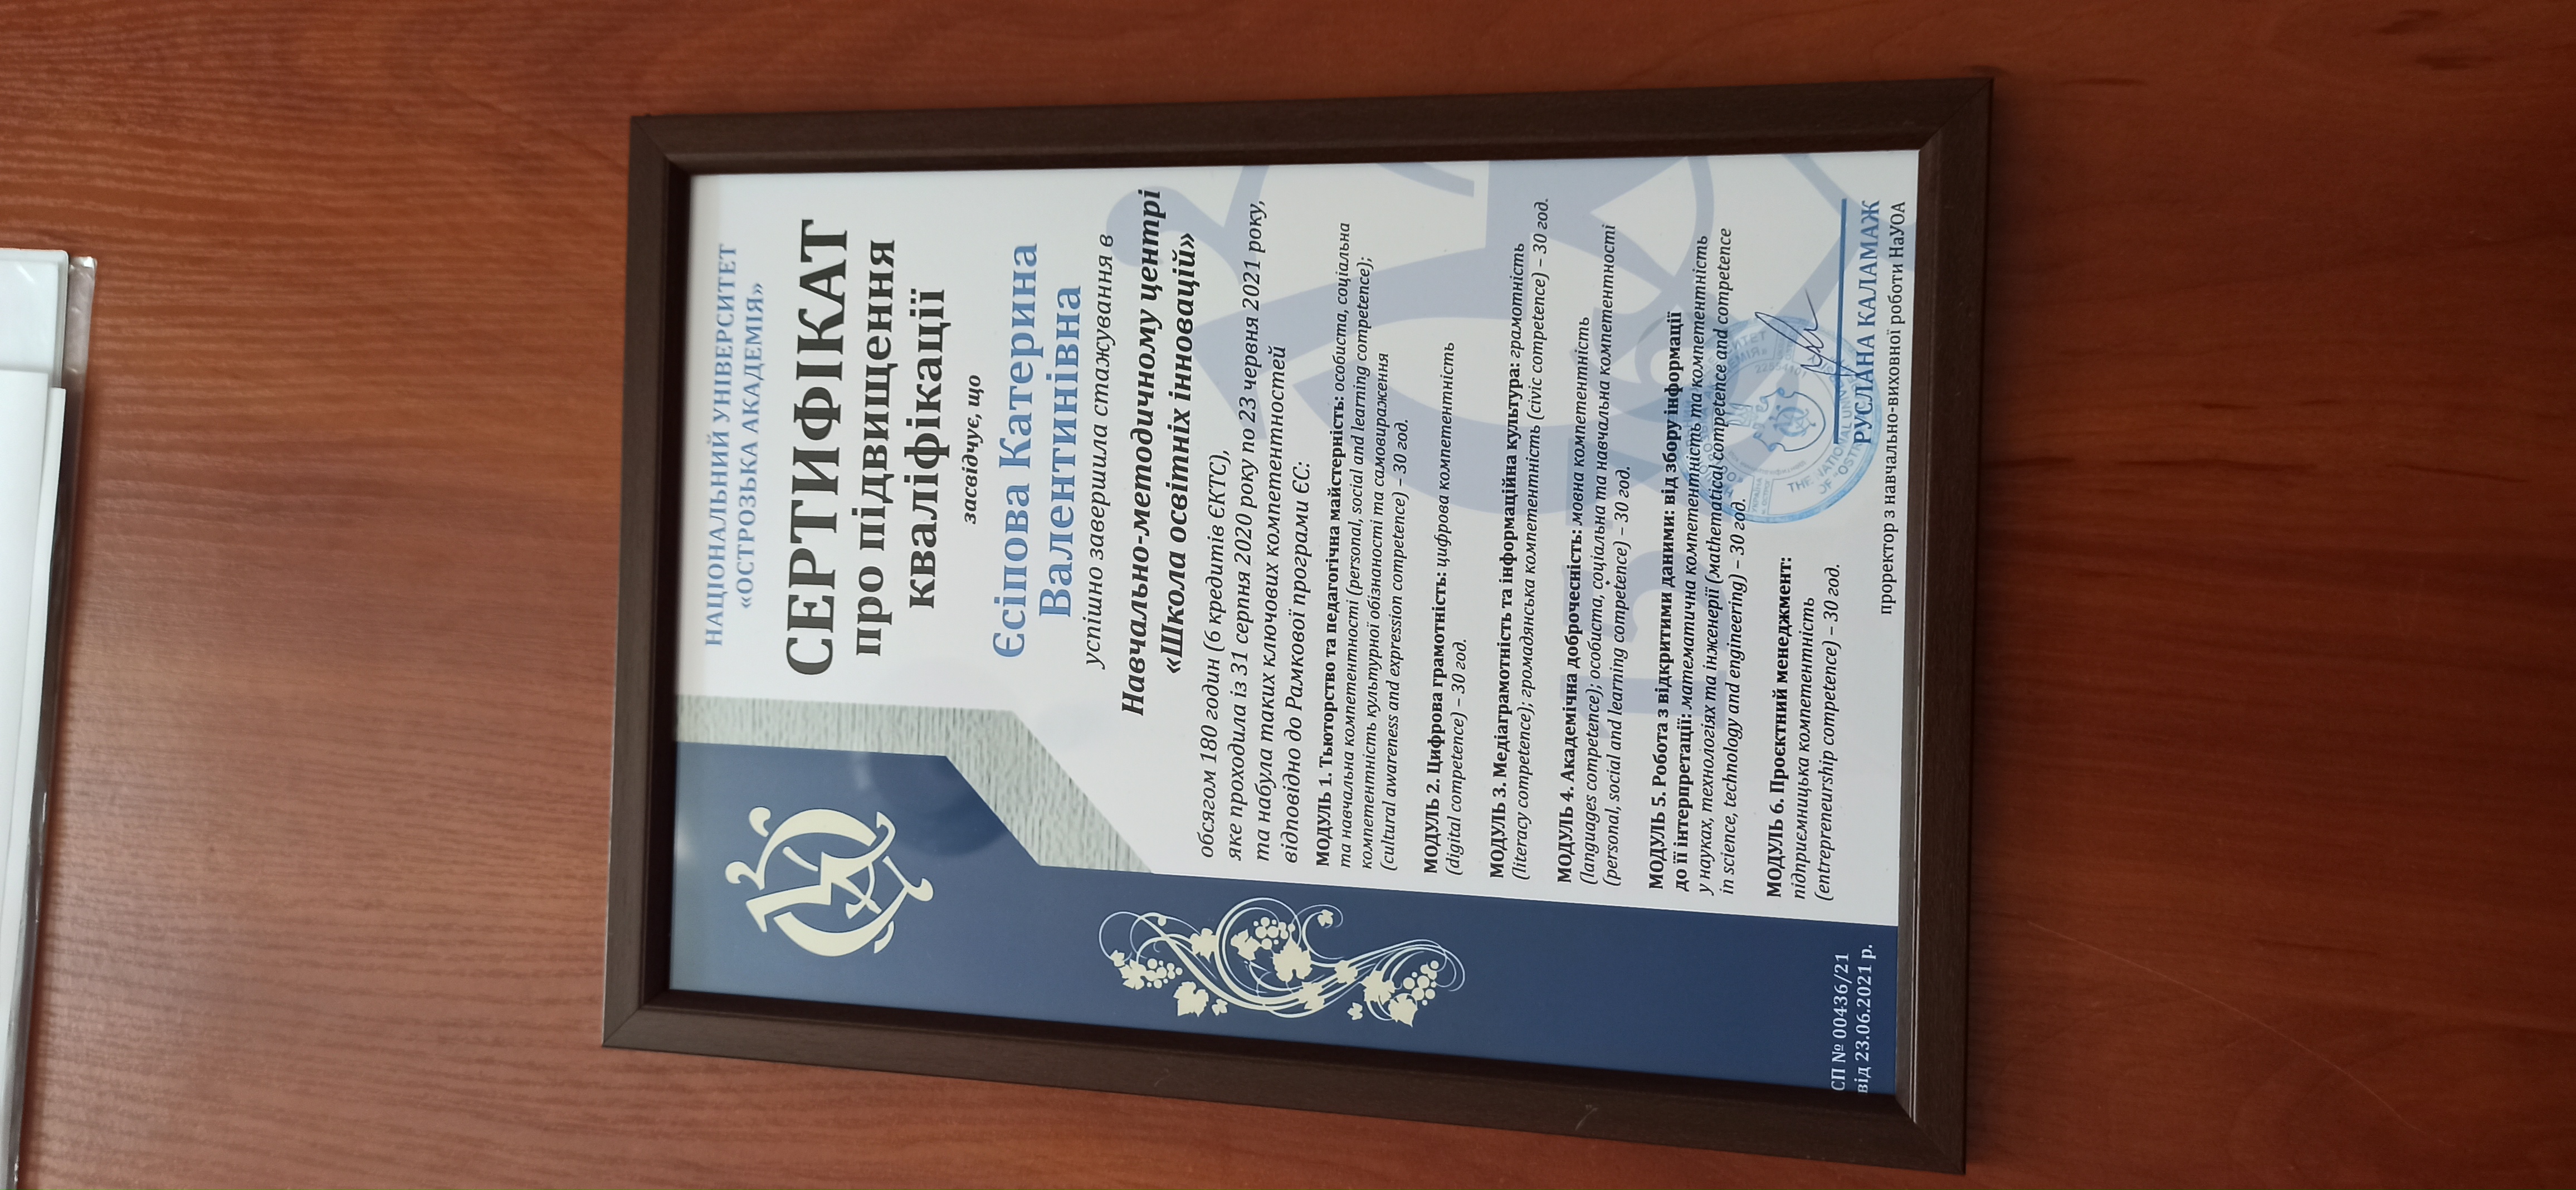 НАЦІОНАЛЬНИЙ УНІВЕРСИТЕТ
«ОСТРОЗЬКА АКАДЕМІЯ»
СЕРТИФІКАТ
про підвищення
кваліфікації
засвідчує, що
Єсіпова Катерина
Валентинівна
успішно завершила стажування в
Навчально-методичному центрі
«Школа освітніх інновацій»
обсягом 180 годин (6 кредитів ЄКТС),
яке проходила із 31 серпня 2020 року по 23 червня 2021 року,
та набула таких ключових компетентностей
відповідно до Рамкової програми ЄС:
МОДУЛЬ 1. Тьюторство та педагогічна майстерність: особиста, соціальна
та навчальна компетентності (personal, social and learning competence);
компетентність культурної обізнаності та самовираження
(cultural awareness and expression competence) – 30 год.
МОДУЛЬ 2. Цифрова грамотність: цифрова компетентність
(digital competence) – 30 год.
МОДУЛЬ 3. Медіаграмотність та інформаційна культура: грамотність
(literacy competence); громадянська компетентність (civic competence) – 30 год.
МОДУЛЬ 4. Академічна доброчесність: мовна компетентність
(languages competence); особиста, соціальна та навчальна компетентності
(personal, social and learning competence) – 30 год.
МОДУЛЬ 5. Робота з відкритими даними: від збору інформації
до її інтерпретації: математична компетентність та компетентність
у науках, технологіях та інженерії (mathematical competence and competence
in science, technology and engineering) – 30 год.
МОДУЛЬ 6. Проєктний менеджмент:
підприємницька компетентність
(entrepreneurship competence) – 30 год.
РУСЛАНА КАЛАМАЖ
проректор з навчально-виховної роботи НаУОА
СП № 00436/21
від 23.06.2021 р.